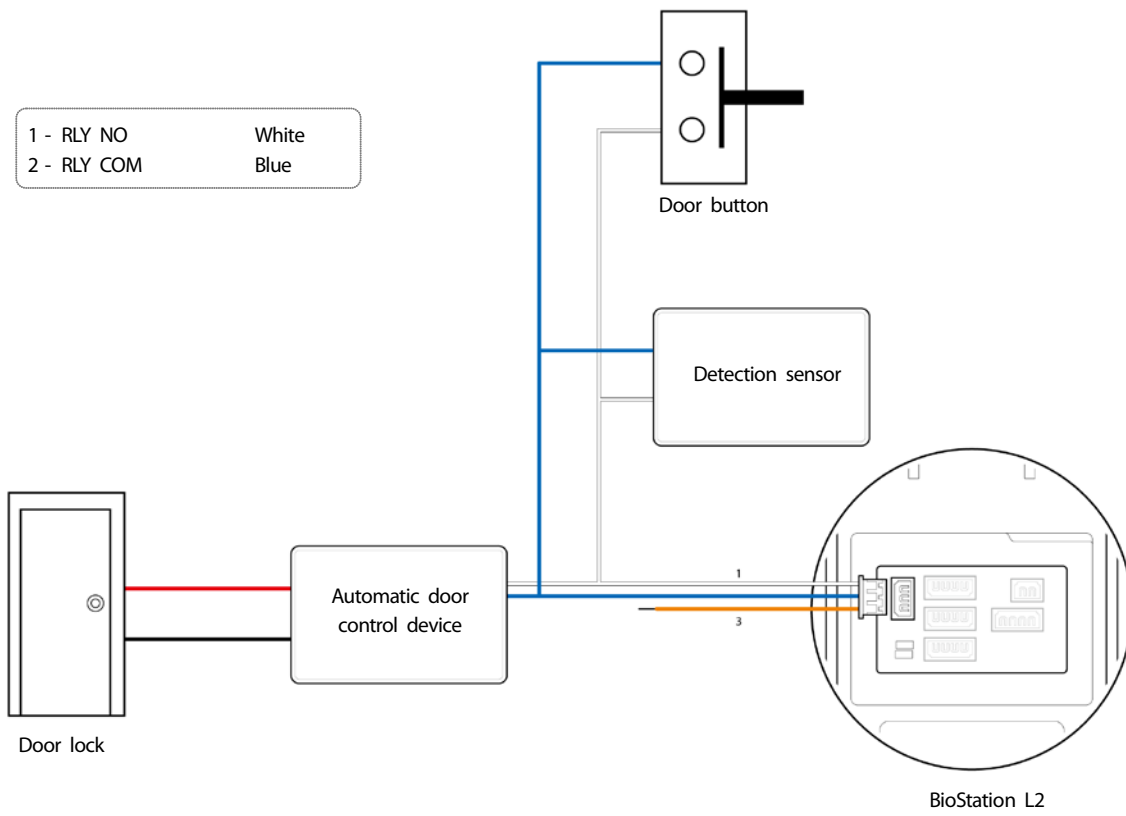 1 - RLY NO White
2 - RLY COM Blue
Door button
Detection sensor
Automatic door
control device
1
3
Door lock
BioStation L2